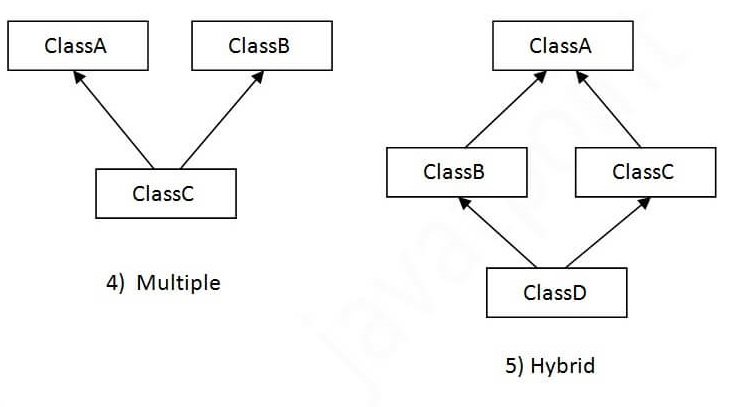 ClassA
ClassB
ClassC
4) Multiple
ClassA
ClassB
ClassC
ClassD
5) Hybrid